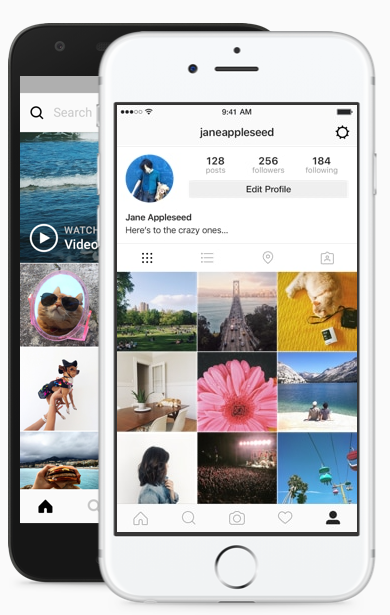 9:41 AM
janeappleseed
128
posts
256
followers
184
following
Edit Profile
Jane Appleseed
Here's to the crazy ones...
Search
WATCH
Video